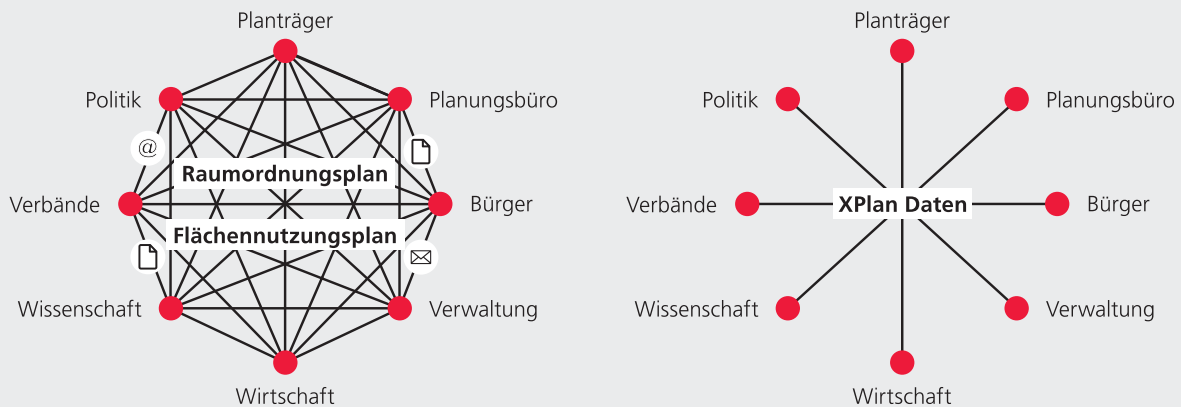 Planträger
Politik
Planungsbüro
@
Raumordnungsplan
Verbände
Bürger
Flächennutzungsplan
Wissenschaft
Verwaltung
Wirtschaft
Planträger
Politik
Planungsbüro
Verbände
XPlan Daten
Bürger
Wissenschaft
Verwaltung
Wirtschaft